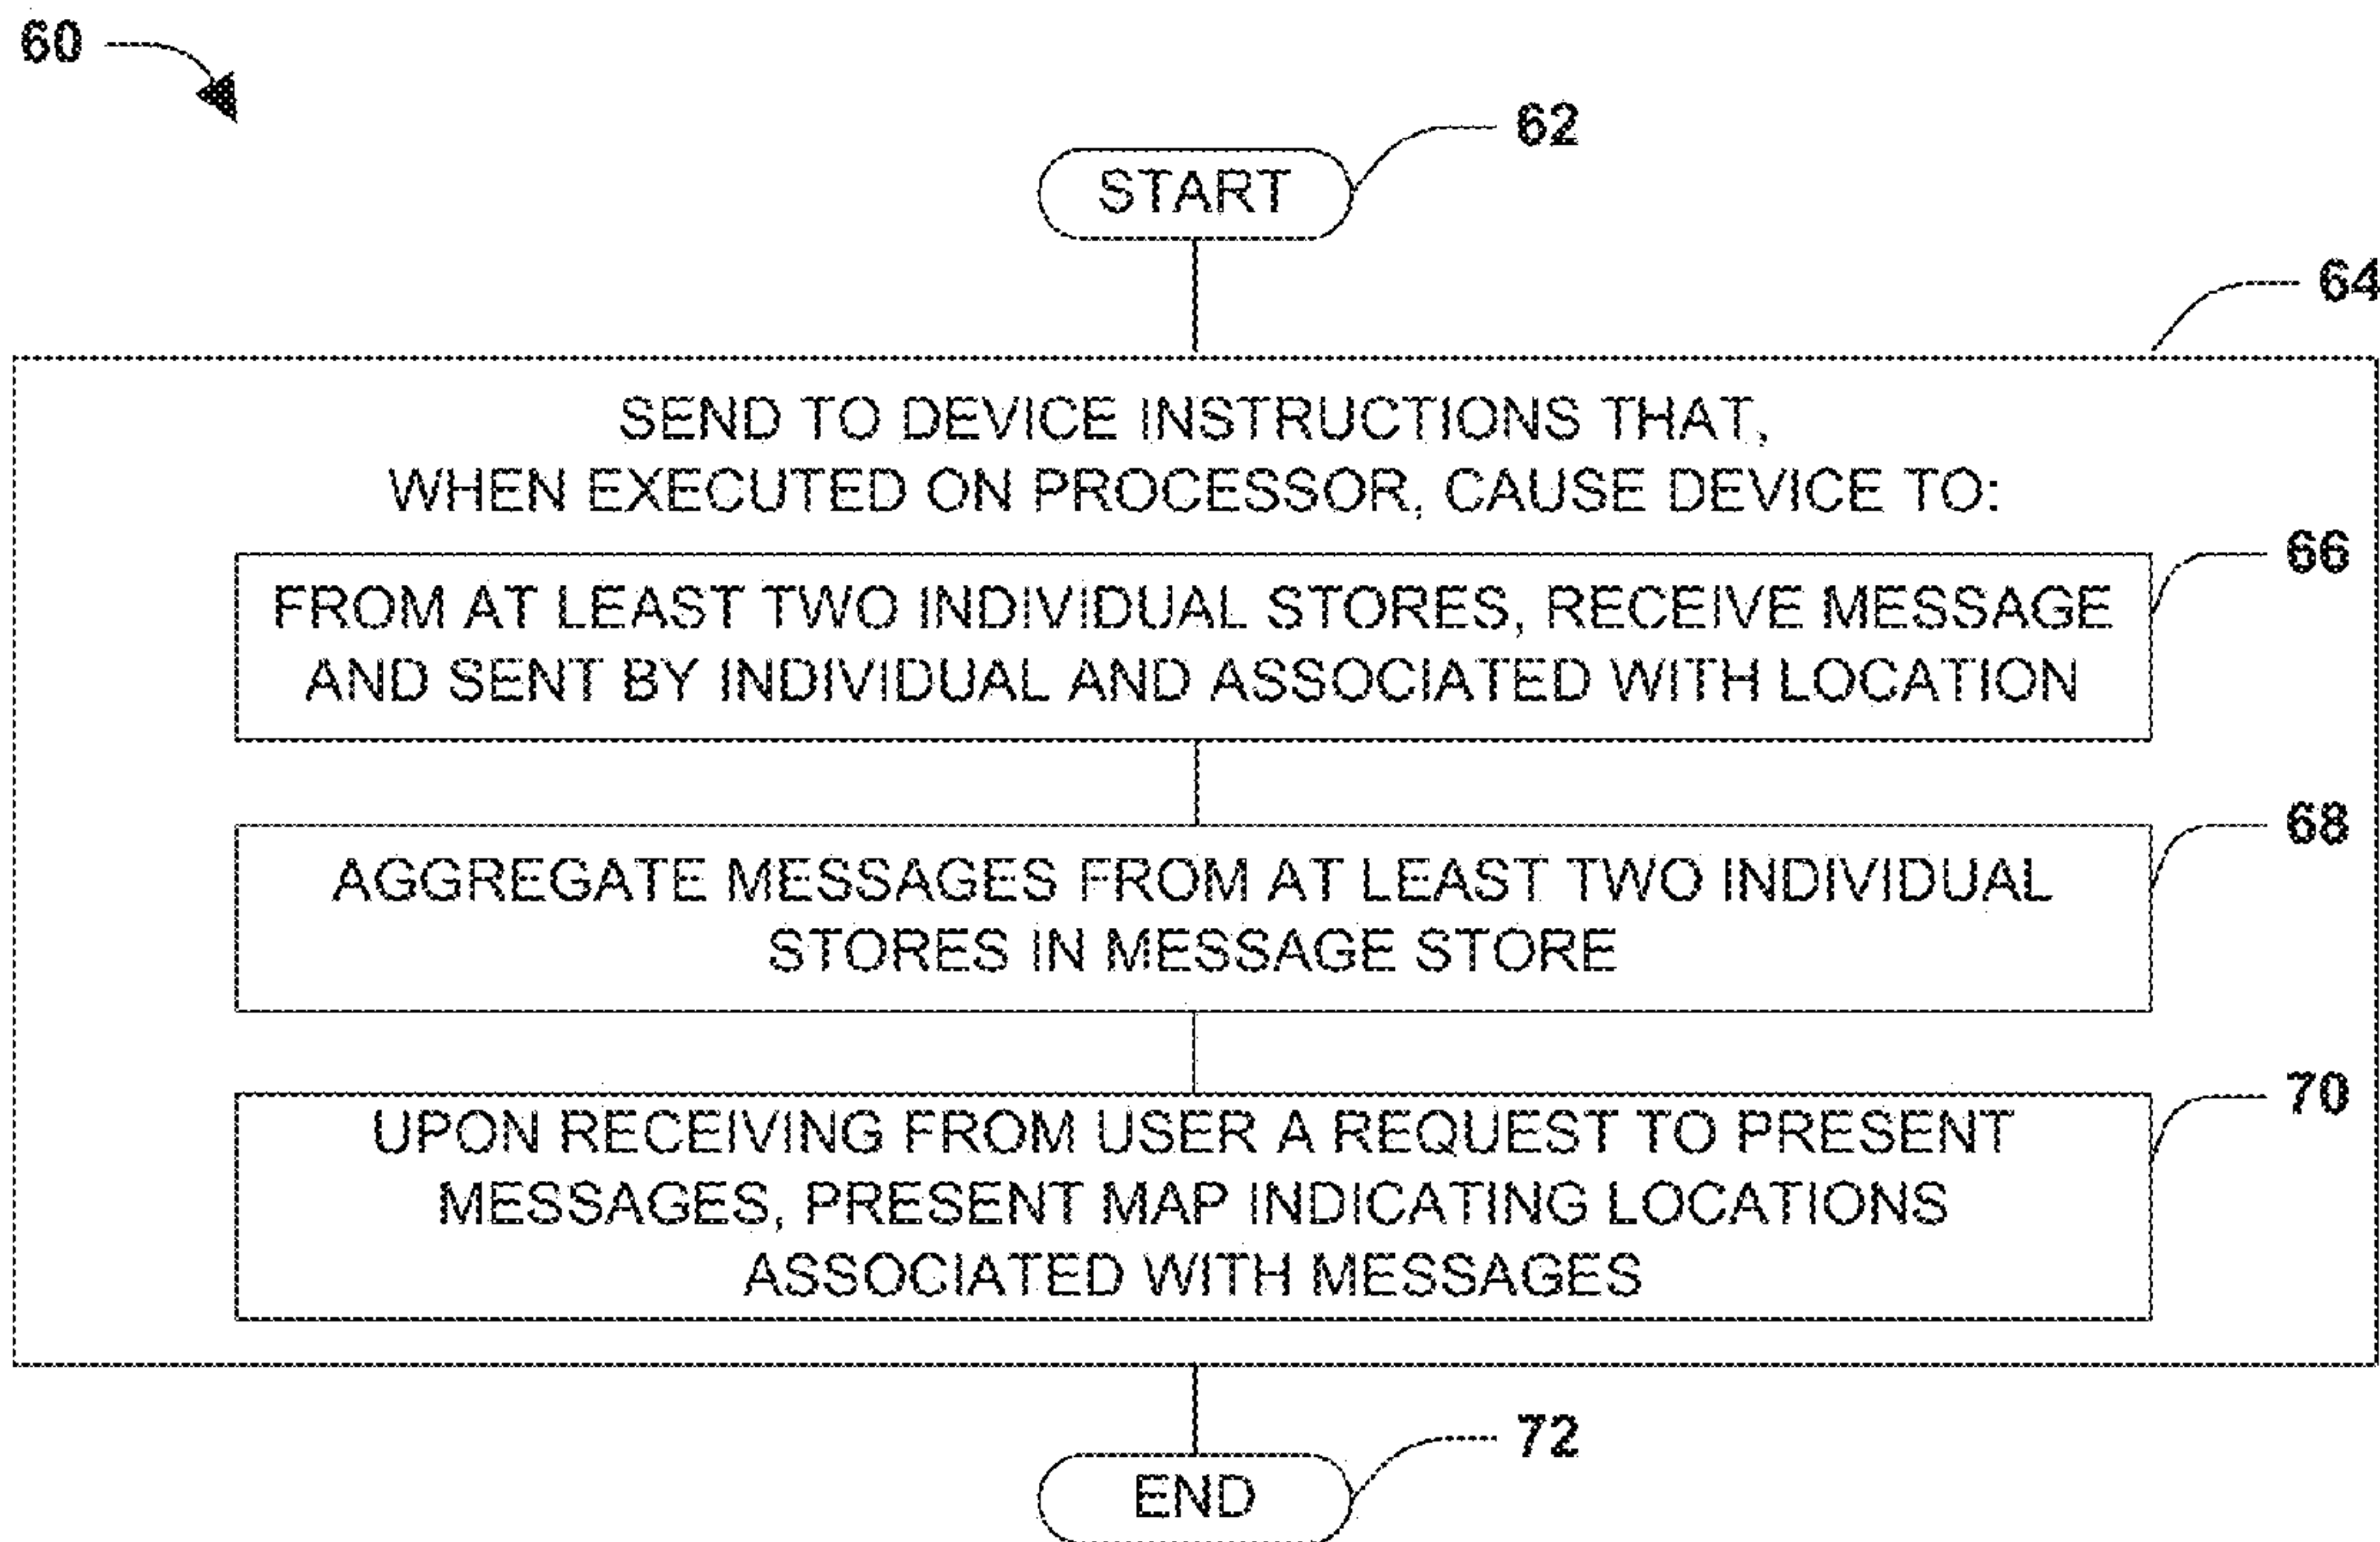 60
62
START
64
SEND TO DEVICE INSTRUCTIONS THAT,
WHEN EXECUTED ON PROCESSOR, CAUSE DEVICE TO:
66
FROM AT LEAST TWO INDIVIDUAL STORES, RECEIVE MESSAGE
AND SENT BY INDIVIDUAL AND ASSOCIATED WITH LOCATION
68
AGGREGATE MESSAGES FROM AT LEAST TWO INDIVIDUAL
STORES IN MESSAGE STORE
70
UPON RECEIVING FROM USER A REQUEST TO PRESENT
MESSAGES, PRESENT MAP INDICATING LOCATIONS
ASSOCIATED WITH MESSAGES
72
END